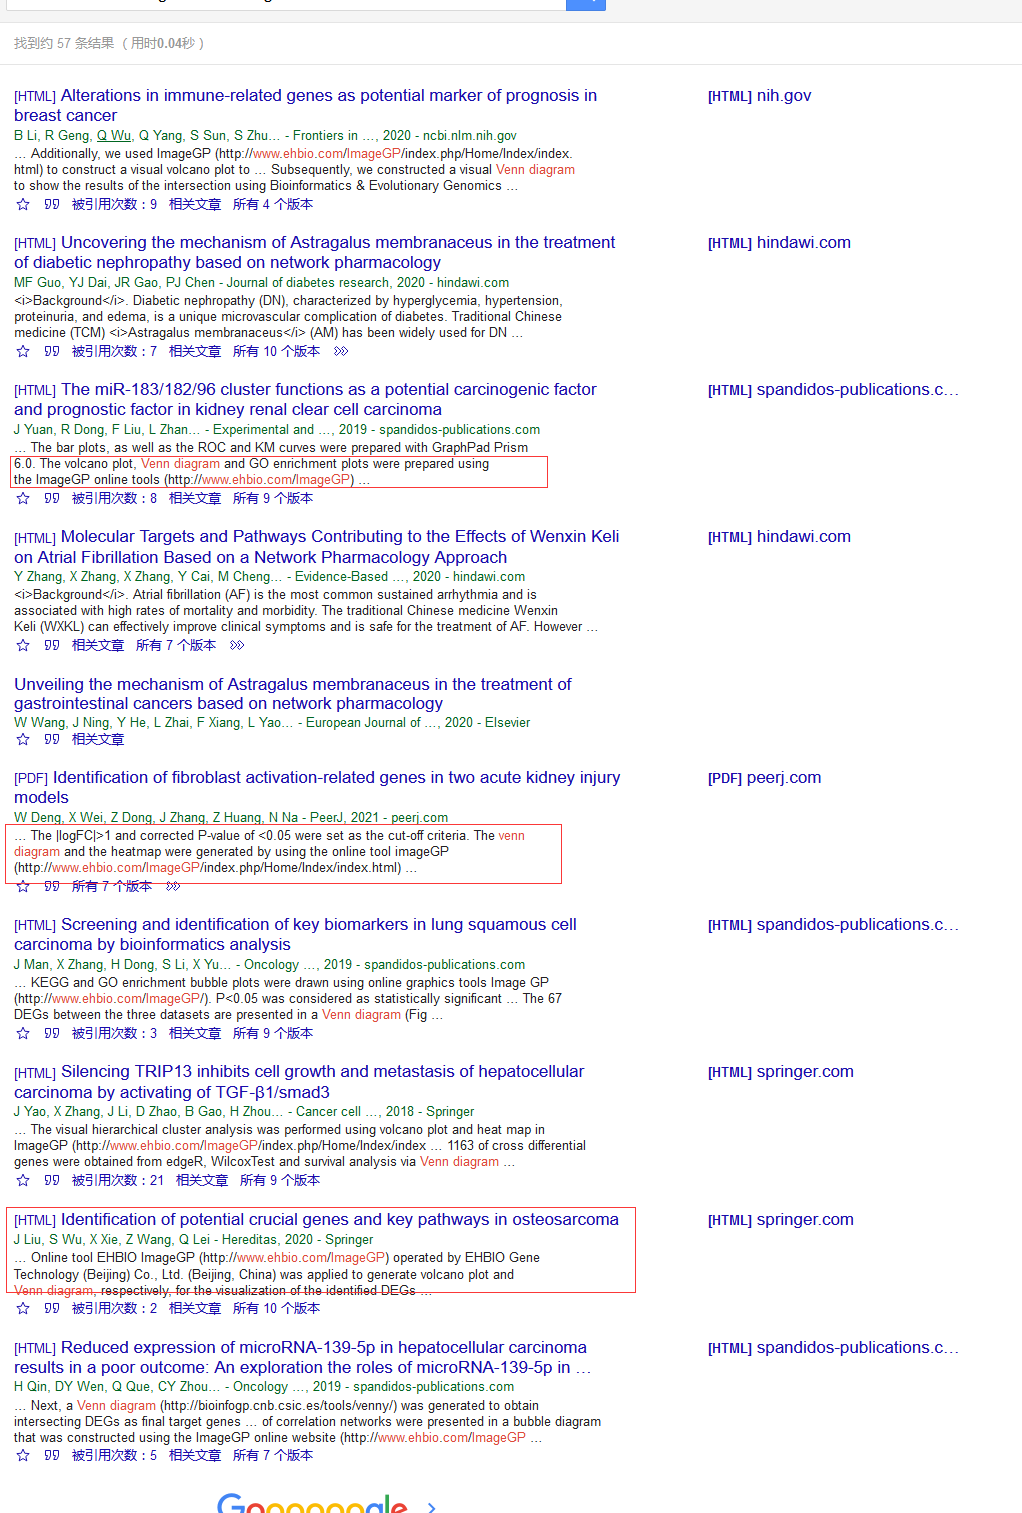 找到约 57 条结果 （用时0.04秒）
[HTML] Alterations in immune-related genes as potential marker of prognosis in
breast cancer
[HTML] nih.gov
B Li, R Geng, Q Wu, Q Yang, S Sun, S Zhu... - Frontiers in …, 2020 - ncbi.nlm.nih.gov
… Additionally, we used ImageGP (http://www.ehbio.com/ImageGP/index.php/Home/Index/index.
html) to construct a visual volcano plot to … Subsequently, we constructed a visual Venn diagram
to show the results of the intersection using Bioinformatics & Evolutionary Genomics …
被引用次数：9 相关文章 所有 4 个版本
[HTML] Uncovering the mechanism of Astragalus membranaceus in the treatment
of diabetic nephropathy based on network pharmacology
[HTML] hindawi.com
MF Guo, YJ Dai, JR Gao, PJ Chen - Journal of diabetes research, 2020 - hindawi.com
<i>Background</i>. Diabetic nephropathy (DN), characterized by hyperglycemia, hypertension,
proteinuria, and edema, is a unique microvascular complication of diabetes. Traditional Chinese
medicine (TCM) <i>Astragalus membranaceus</i> (AM) has been widely used for DN …
被引用次数：7 相关文章 所有 10 个版本
[HTML] The miR-183/182/96 cluster functions as a potential carcinogenic factor
and prognostic factor in kidney renal clear cell carcinoma
[HTML] spandidos-publications.c…
J Yuan, R Dong, F Liu, L Zhan... - Experimental and …, 2019 - spandidos-publications.com
… The bar plots, as well as the ROC and KM curves were prepared with GraphPad Prism
6.0. The volcano plot, Venn diagram and GO enrichment plots were prepared using
the ImageGP online tools (http://www.ehbio.com/ImageGP) …
被引用次数：8 相关文章 所有 9 个版本
[HTML] Molecular Targets and Pathways Contributing to the Effects of Wenxin Keli
on Atrial Fibrillation Based on a Network Pharmacology Approach
[HTML] hindawi.com
Y Zhang, X Zhang, X Zhang, Y Cai, M Cheng... - Evidence-Based …, 2020 - hindawi.com
<i>Background</i>. Atrial fibrillation (AF) is the most common sustained arrhythmia and is
associated with high rates of mortality and morbidity. The traditional Chinese medicine Wenxin
Keli (WXKL) can effectively improve clinical symptoms and is safe for the treatment of AF. However …
相关文章 所有 7 个版本
Unveiling the mechanism of Astragalus membranaceus in the treatment of
gastrointestinal cancers based on network pharmacology
W Wang, J Ning, Y He, L Zhai, F Xiang, L Yao... - European Journal of …, 2020 - Elsevier
相关文章
[PDF] Identification of fibroblast activation-related genes in two acute kidney injury
models
[PDF] peerj.com
W Deng, X Wei, Z Dong, J Zhang, Z Huang, N Na - PeerJ, 2021 - peerj.com
… The |logFC|>1 and corrected P-value of <0.05 were set as the cut-off criteria. The venn
diagram and the heatmap were generated by using the online tool imageGP
(http://www.ehbio.com/ImageGP/index.php/Home/Index/index.html) …
所有 7 个版本
[HTML] Screening and identification of key biomarkers in lung squamous cell
carcinoma by bioinformatics analysis
[HTML] spandidos-publications.c…
J Man, X Zhang, H Dong, S Li, X Yu... - Oncology …, 2019 - spandidos-publications.com
… KEGG and GO enrichment bubble plots were drawn using online graphics tools Image GP
(http://www.ehbio.com/ImageGP/). P<0.05 was considered as statistically significant … The 67
DEGs between the three datasets are presented in a Venn diagram (Fig …
被引用次数：3 相关文章 所有 9 个版本
[HTML] Silencing TRIP13 inhibits cell growth and metastasis of hepatocellular
carcinoma by activating of TGF-β1/smad3
[HTML] springer.com
J Yao, X Zhang, J Li, D Zhao, B Gao, H Zhou... - Cancer cell …, 2018 - Springer
… The visual hierarchical cluster analysis was performed using volcano plot and heat map in
ImageGP (http://www.ehbio.com/ImageGP/index.php/Home/Index/index … 1163 of cross differential
genes were obtained from edgeR, WilcoxTest and survival analysis via Venn diagram …
被引用次数：21 相关文章 所有 9 个版本
[HTML] Identification of potential crucial genes and key pathways in osteosarcoma
[HTML] springer.com
J Liu, S Wu, X Xie, Z Wang, Q Lei - Hereditas, 2020 - Springer
… Online tool EHBIO ImageGP (http://www.ehbio.com/ImageGP) operated by EHBIO Gene
Technology (Beijing) Co., Ltd. (Beijing, China) was applied to generate volcano plot and
Venn diagram, respectively, for the visualization of the identified DEGs …
被引用次数：2 相关文章 所有 10 个版本
[HTML] Reduced expression of microRNA-139-5p in hepatocellular carcinoma
results in a poor outcome: An exploration the roles of microRNA-139-5p in …
[HTML] spandidos-publications.c…
H Qin, DY Wen, Q Que, CY Zhou... - Oncology …, 2019 - spandidos-publications.com
… Next, a Venn diagram (http://bioinfogp.cnb.csic.es/tools/venny/) was generated to obtain
intersecting DEGs as final target genes … of correlation networks were presented in a bubble diagram
that was constructed using the ImageGP online website (http://www.ehbio.com/ImageGP …
被引用次数：5 相关文章 所有 7 个版本
Gooooooogle